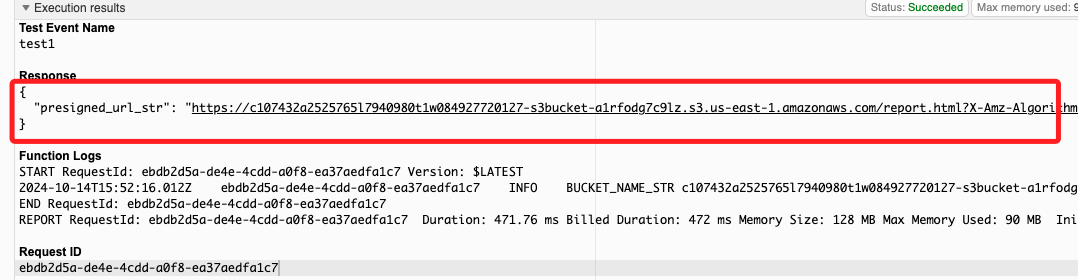 Execution results
Status: Succeeded
Max memory used: 9
Test Event Name
test1
Response
{
"presigned_url_str": "https://c107432a2525765l7940980t1w084927720127-s3bucket-a1rfodg7c9lz.s3.us-east-1.amazonaws.com/report.html?X-Amz-Algorithm
}
Function Logs
START RequestId: ebdb2d5a-de4e-4cdd-a0f8-ea37aedfa1c7 Version: $LATEST
2024-10-14T15:52:16.012Z ebdb2d5a-de4e-4cdd-a0f8-ea37aedfa1c7 INFO BUCKET_NAME_STR c107432a2525765l7940980t1w084927720127-s3bucket-a1rfodg
END RequestId: ebdb2d5a-de4e-4cdd-a0f8-ea37aedfa1c7
REPORT RequestId: ebdb2d5a-de4e-4cdd-a0f8-ea37aedfa1c7 Duration: 471.76 ms Billed Duration: 472 ms Memory Size: 128 MB Max Memory Used: 90 MB Ini
Request ID
ebdb2d5a-de4e-4cdd-a0f8-ea37aedfa1c7